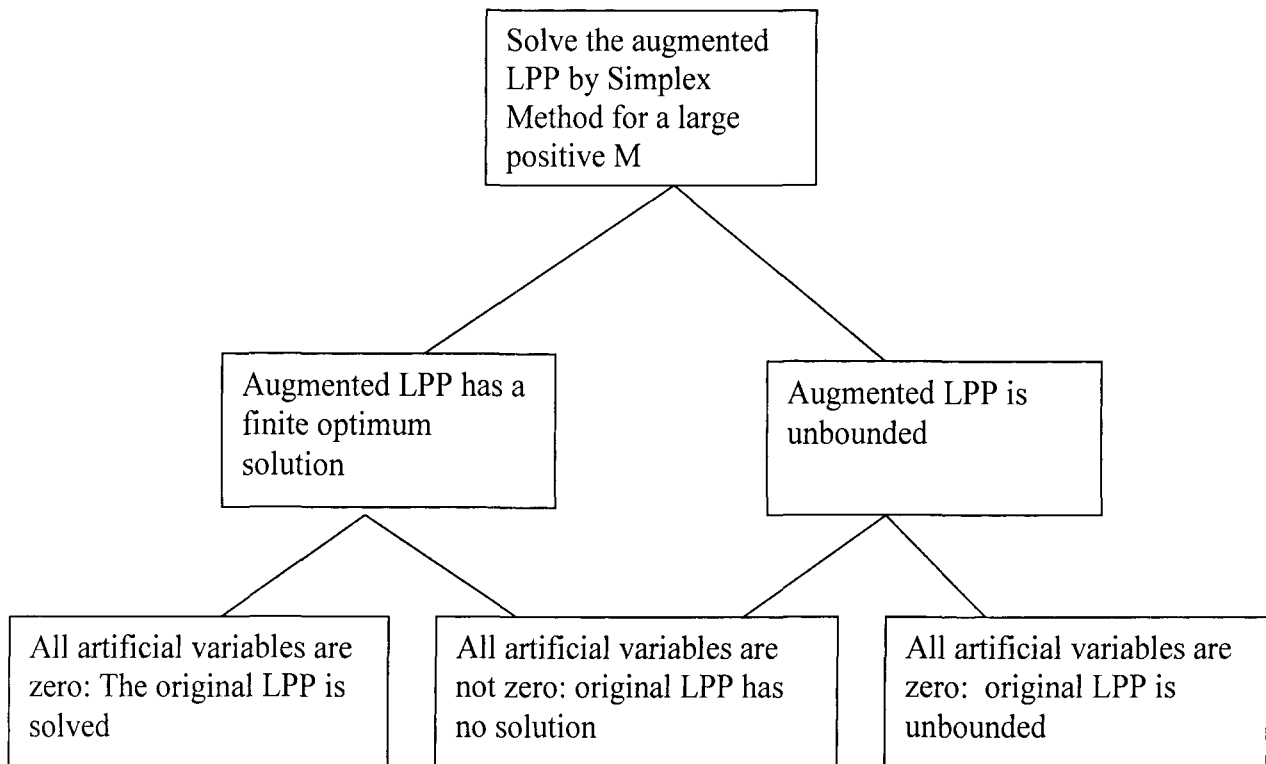 Solve the augmented
LPP by Simplex
Method for a large
positive M
Augmented LPP has a
finite optimum
solution
Augmented LPP is
unbounded
All artificial variables are
zero: The original LPP is
solved
All artificial variables are
not zero: original LPP has
no solution
All artificial variables are
zero: original LPP is
unbounded